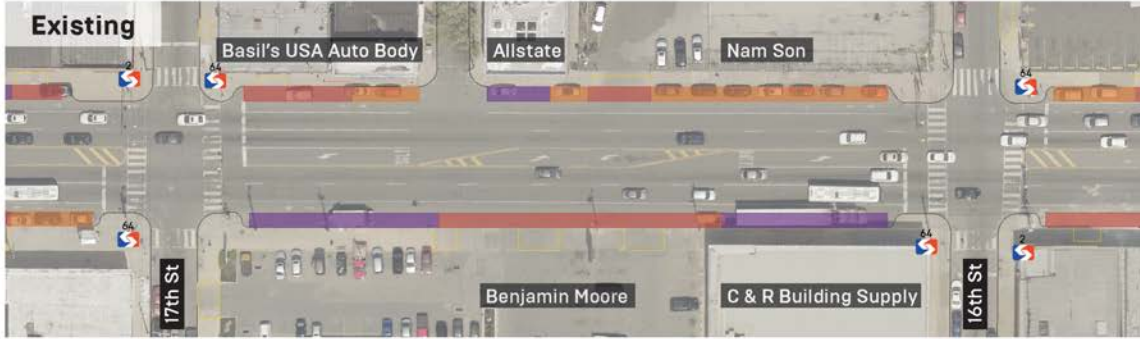 Existing
Basil's USA Auto Body
Allstate
Nam Son
2
64
64
64
64
2
Benjamin Moore
C & R Building Supply
17th St
16th St